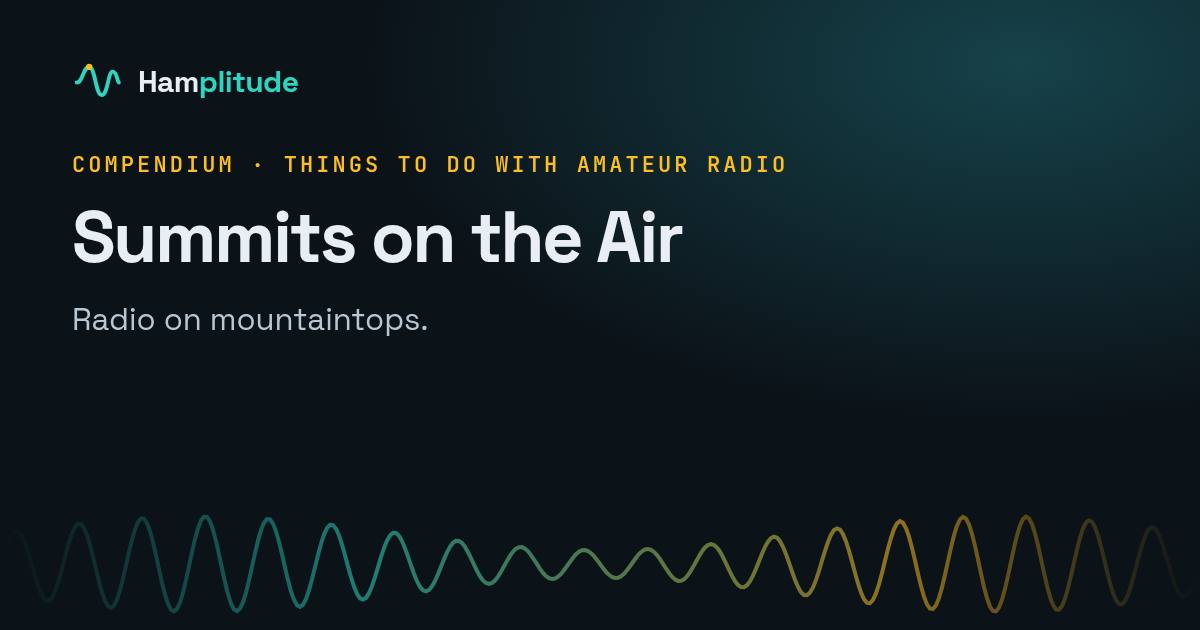 Hamplitude
COMPENDIUM · THINGS TO DO WITH AMATEUR RADIO
Summits on the Air
Radio on mountaintops.